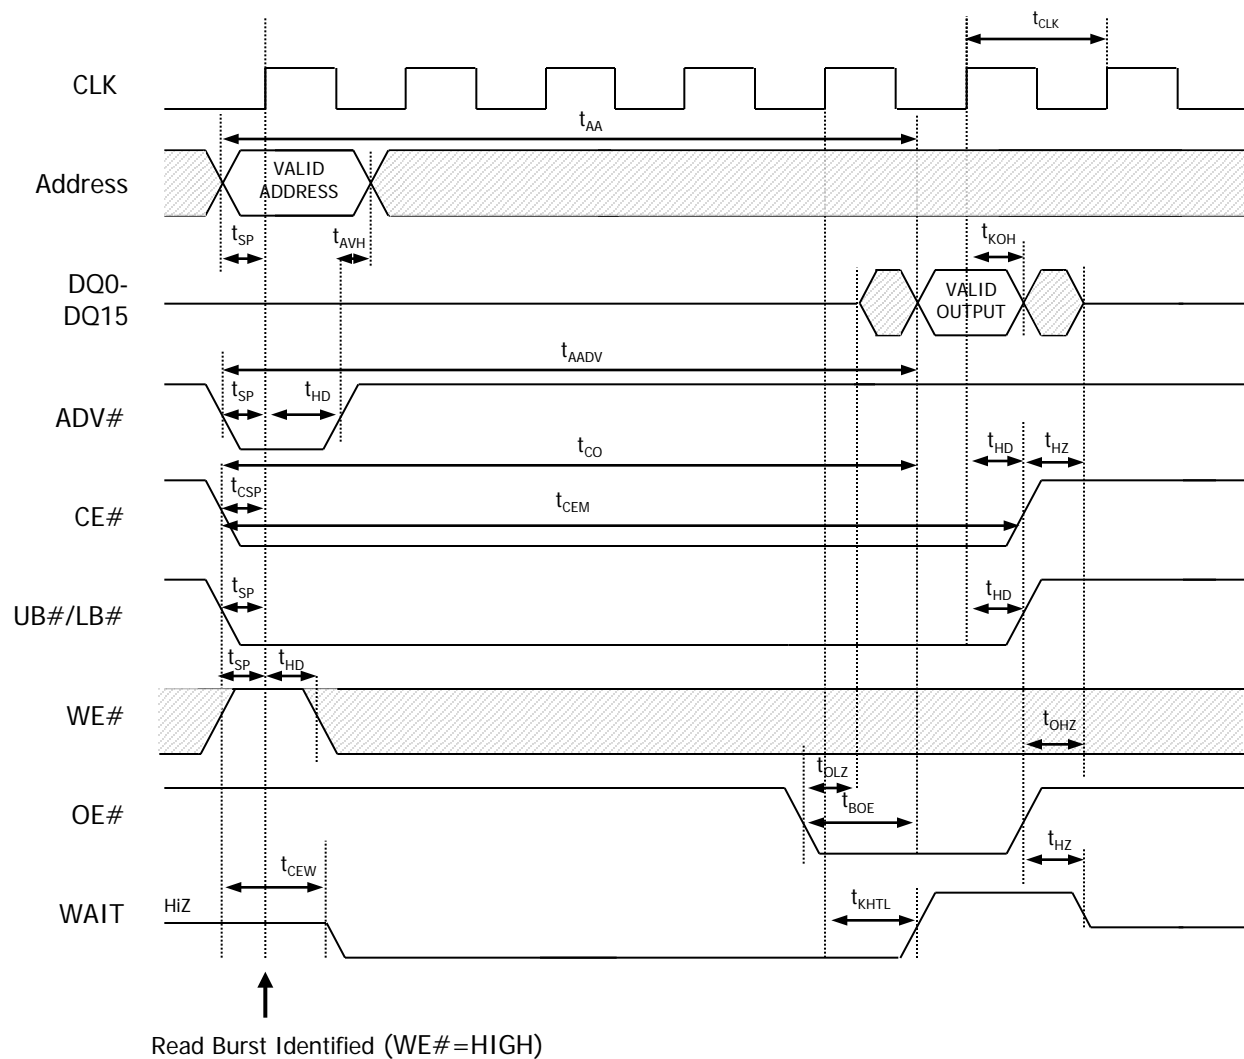 tCLK
CLK
tAA
Address
VALID
ADDRESS
tSP
tAVH
tKOH
DQ0-
DQ15
VALID
OUTPUT
tAADV
tSP
tHD
ADV#
tCO
tHD
tHZ
tCSP
tCEM
CE#
tSP
tHD
UB#/LB#
tSP
tHD
WE#
tOHZ
tOLZ
tBOE
OE#
tHZ
tCEW
HiZ
WAIT
tKHTL
Read Burst Identified (WE#=HIGH)